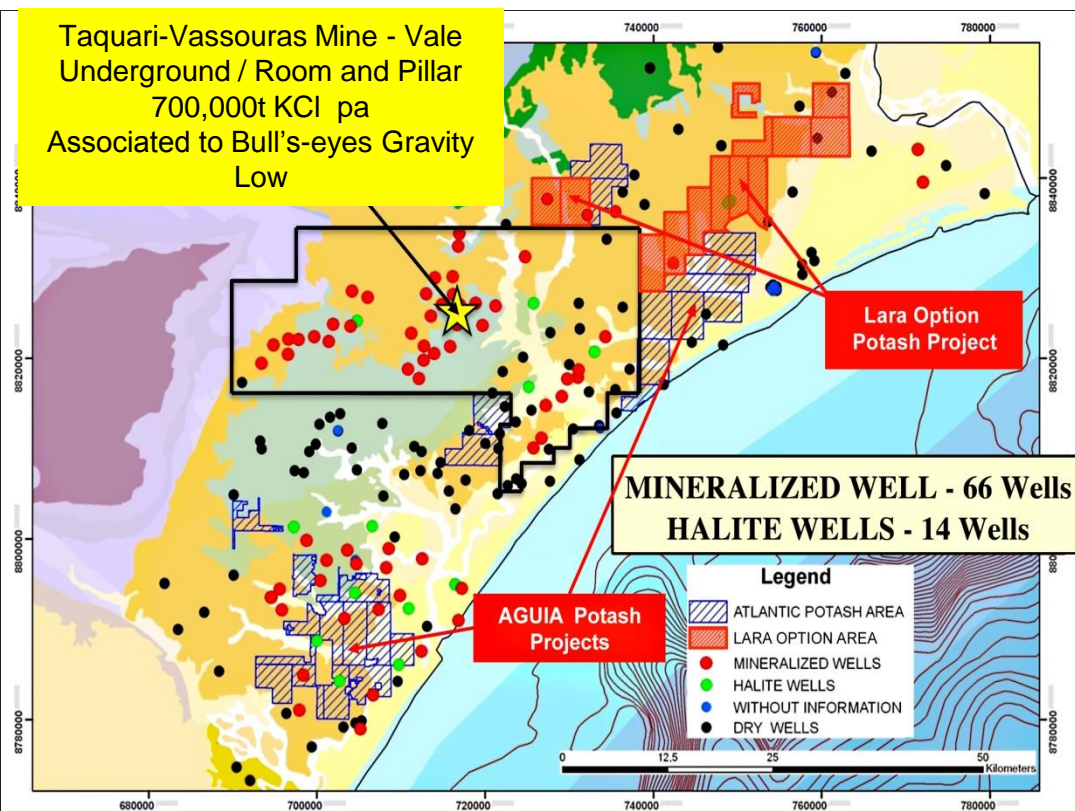 Taquari-Vassouras Mine - Vale
Underground / Room and Pillar
700,000t KCl pa
Associated to Bull's-eyes Gravity
Low
740000
760000
780000
8840000
8840000
8820000
8820000
8800000
8780000
8780000
Lara Option
Potash Project
MINERALIZED WELL - 66 Wells
HALITE WELLS - 14 Wells
AGUIA Potash
Projects
Legend
ATLANTIC POTASH AREA
LARA OPTION AREA
MINERALIZED WELLS
HALITE WELLS
WITHOUT INFORMATION
DRY WELLS
0 12,5 25 50
Kilometers
680000
700000
720000
740000
760000
780000